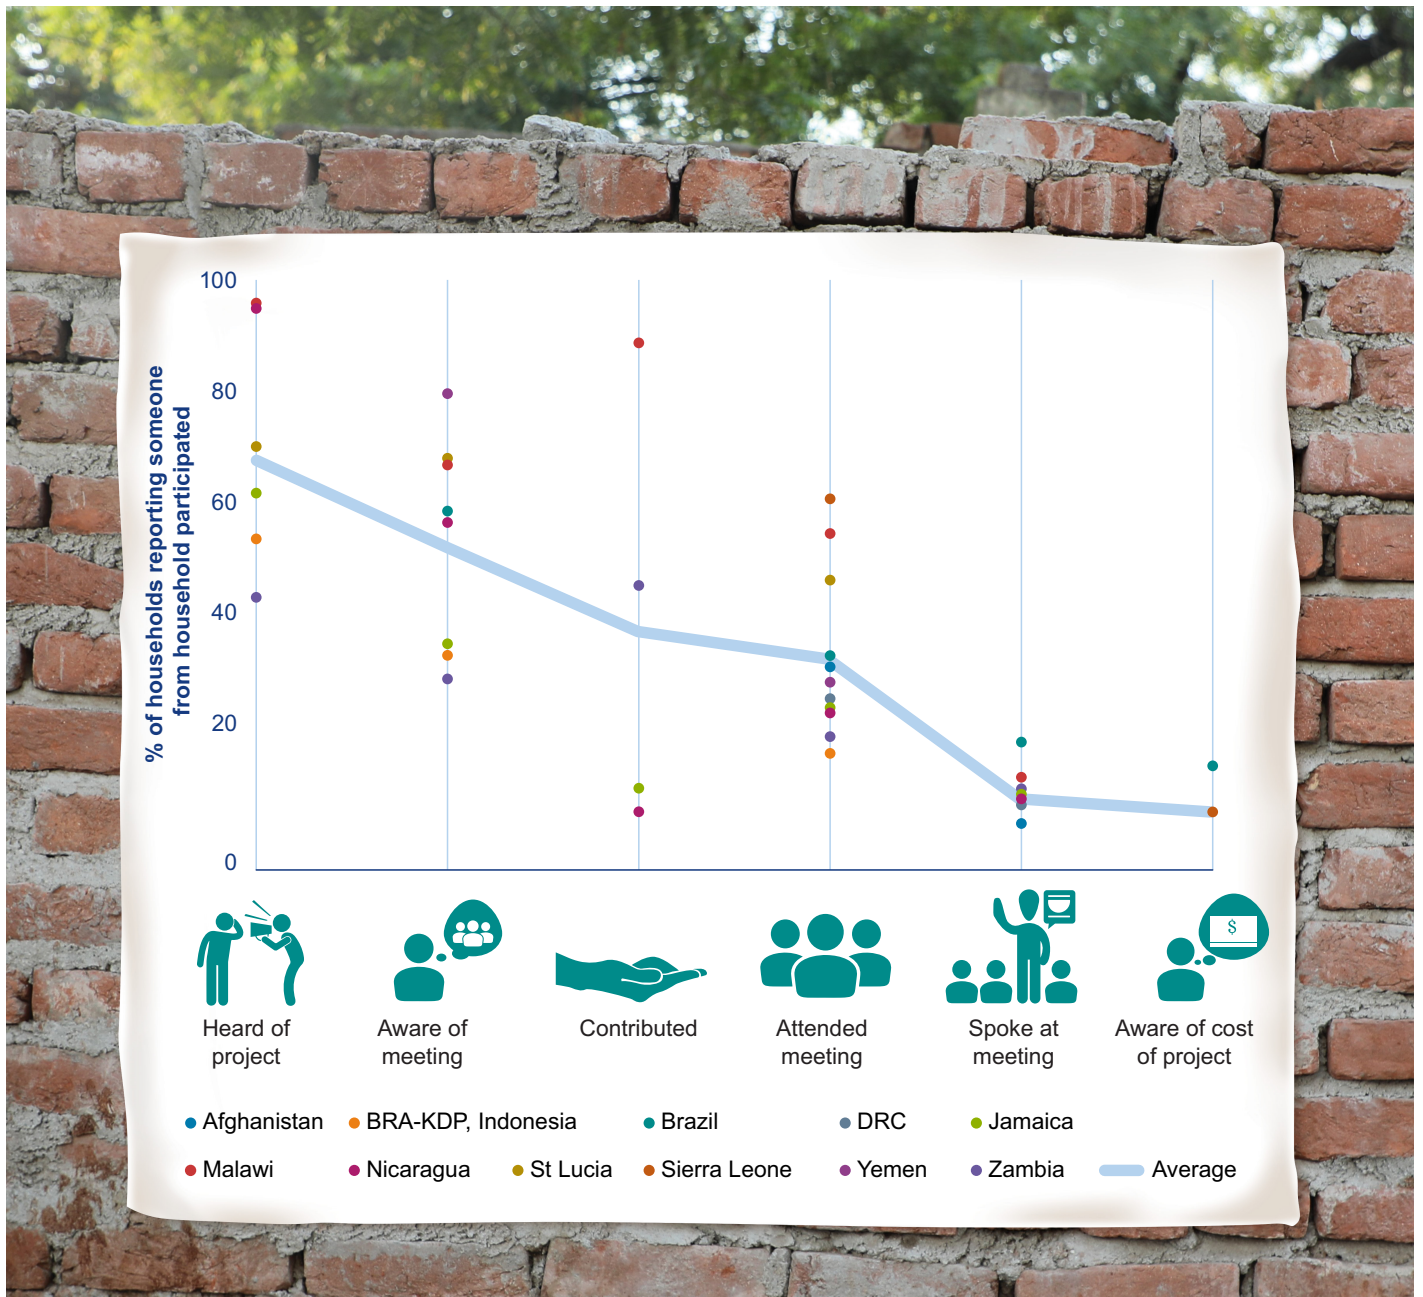 % of households reporting someone
from household participated
100
80
60
40
20
0
$
Heard of
project
Aware of
meeting
Contributed
Attended
meeting
Spoke at
meeting
Aware of cost
of project
Afghanistan
BRA-KDP, Indonesia
Brazil
DRC
Jamaica
Malawi
Nicaragua
St Lucia
Sierra Leone
Yemen
Zambia
Average